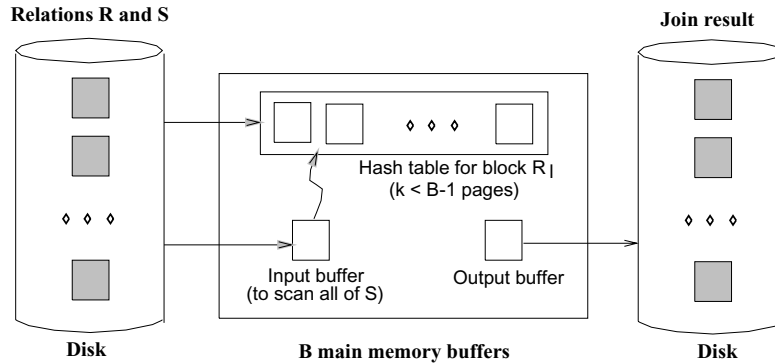 Relations R and S
Join result
Hash table for block R l
(k < B-1 pages)
Input buffer
(to scan all of S)
Output buffer
Disk
B main memory buffers
Disk